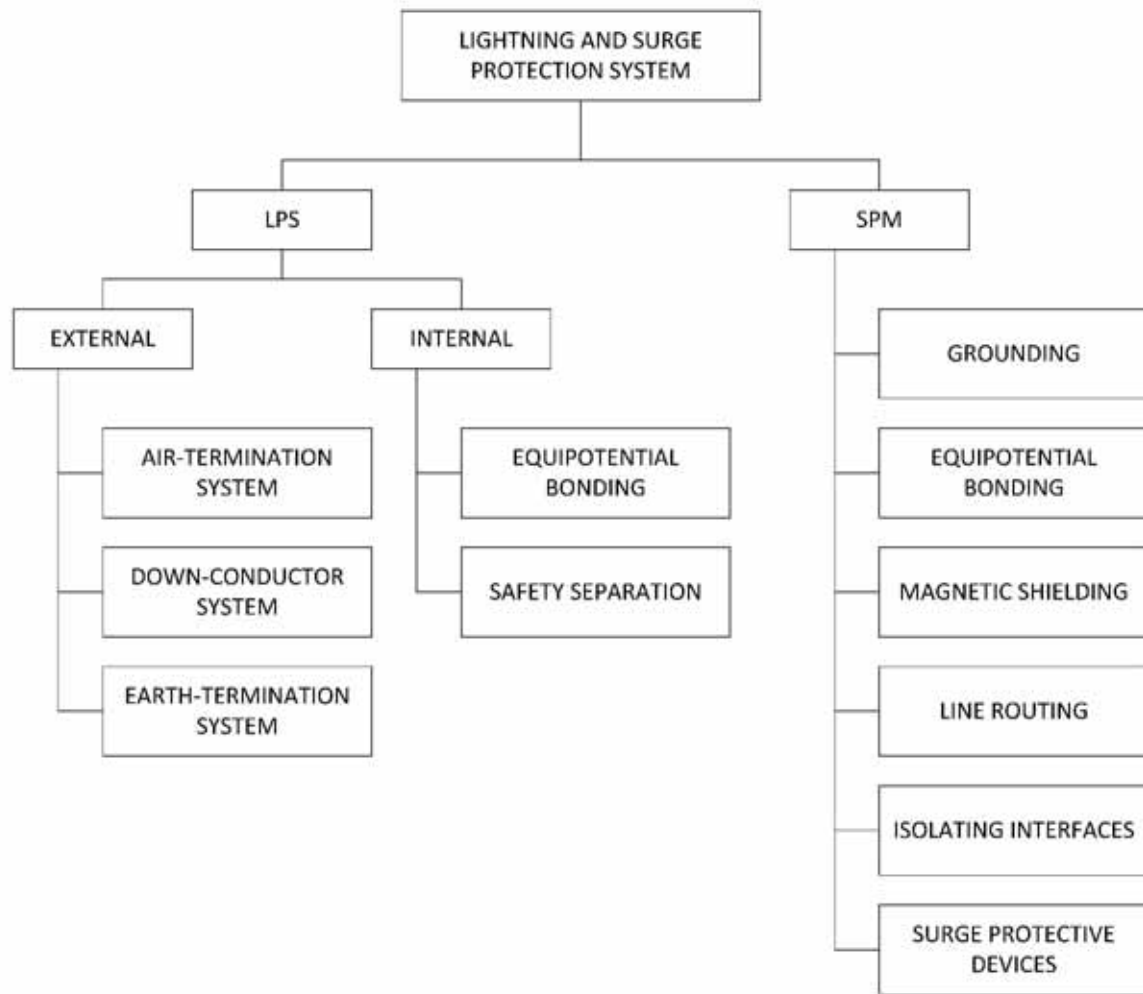 LIGHTNING AND SURGE
PROTECTION SYSTEM
LPS
SPM
EXTERNAL
INTERNAL
AIR-TERMINATION
SYSTEM
DOWN-CONDUCTOR
SYSTEM
EARTH-TERMINATION
SYSTEM
EQUIPOTENTIAL
BONDING
SAFETY SEPARATION
GROUNDING
EQUIPOTENTIAL
BONDING
MAGNETIC SHIELDING
LINE ROUTING
ISOLATING INTERFACES
SURGE PROTECTIVE
DEVICES